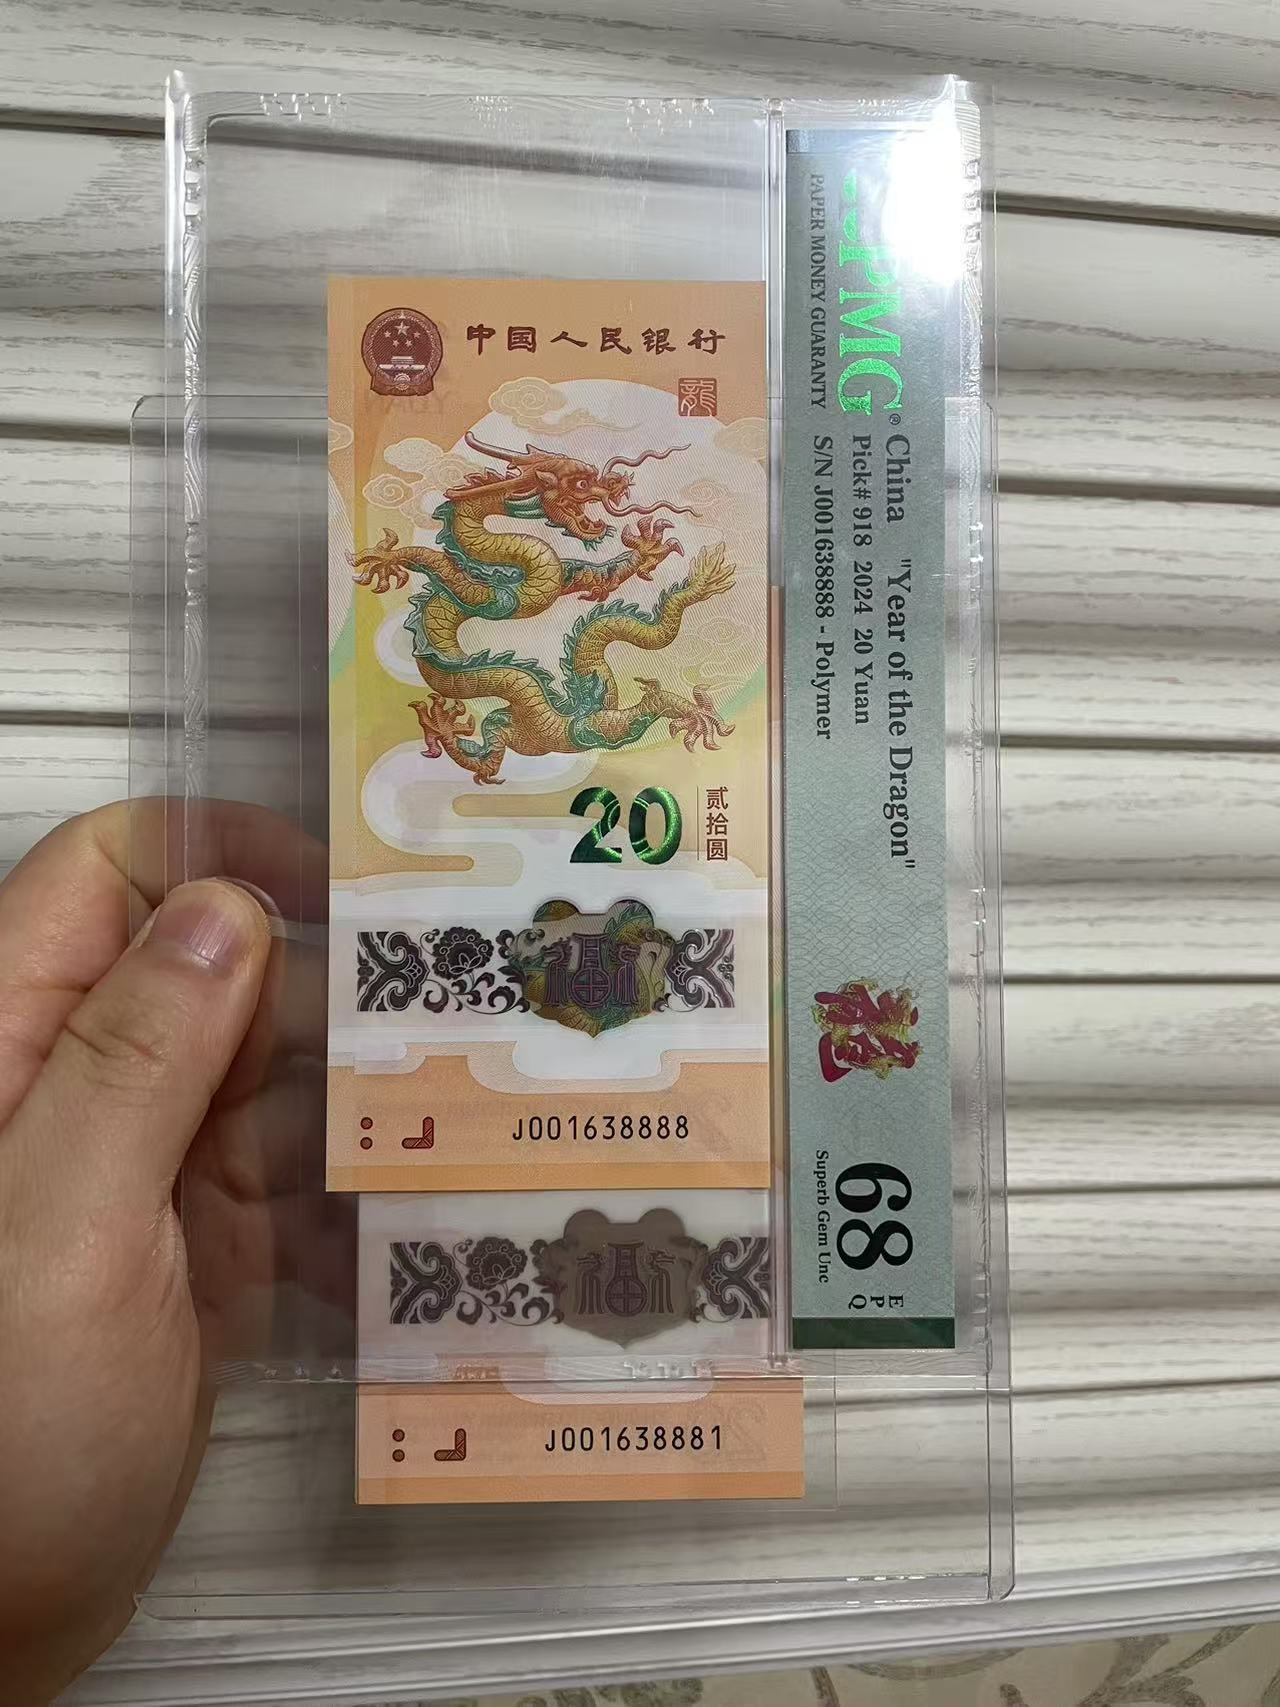 中国人民银行
龍
20
贰拾圆
J001638888
J001638881
PMG®
PAPER MONEY GUARANTY
China "Year of the Dragon"
Pick# 918 2024 20 Yuan
S/N J001638888 - Polymer
68
Superb Gem Unc
EPQ